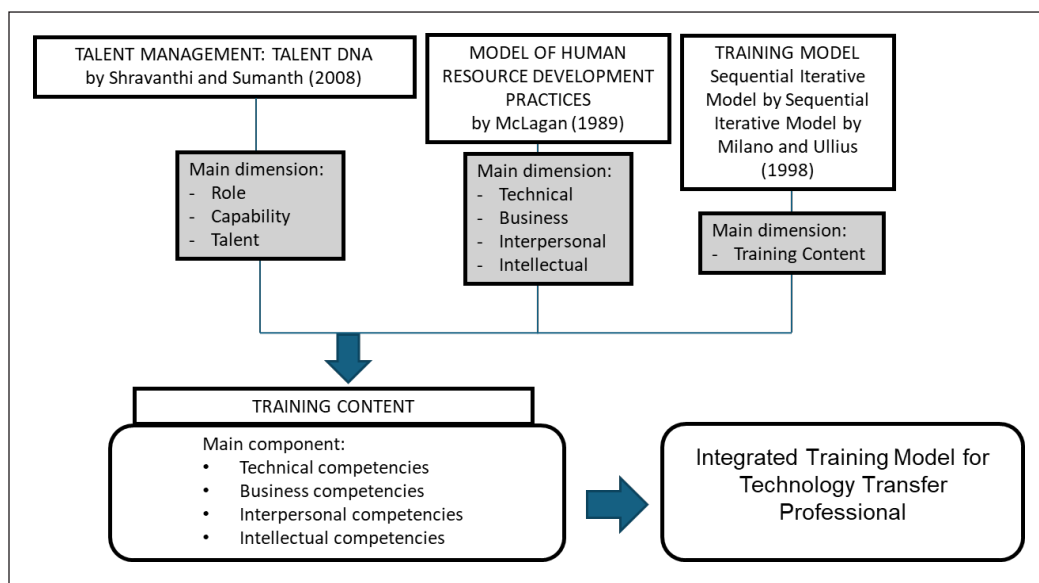 TALENT MANAGEMENT: TALENT DNA
by Shravanthi and Sumanth (2008)
Main dimension:
- Role
- Capability
- Talent
MODEL OF HUMAN
RESOURCE DEVELOPMENT
PRACTICES
by McLagan (1989)
Main dimension:
- Technical
- Business
- Interpersonal
- Intellectual
TRAINING MODEL
Sequential Iterative
Model by Sequential
Iterative Model by
Milano and Ullius
(1998)
Main dimension:
- Training Content
TRAINING CONTENT
Main component:
• Technical competencies
• Business competencies
• Interpersonal competencies
• Intellectual competencies
Integrated Training Model for
Technology Transfer
Professional